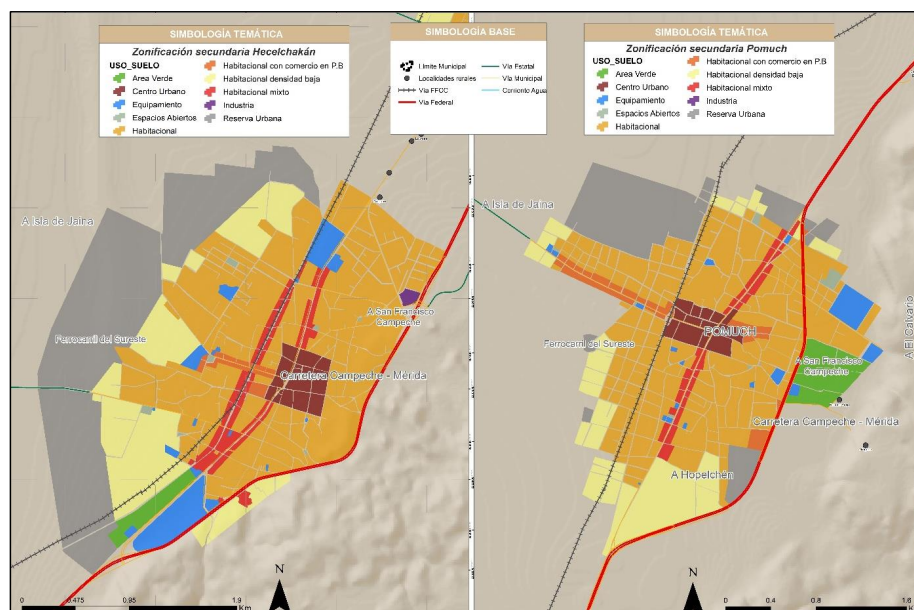 SIMBOLOGÍA TEMÁTICA
Zonificación secundaria Hecelchakán
USO_SUELO
Area Verde
Centro Urbano
Equipamiento
Espacios Abiertos
Habitacional
Habitacional con comercio en P.B
Habitacional densidad baja
Habitacional mixto
Industria
Reserva Urbana
SIMBOLOGÍA BASE
Límite Municipal
Localidades rurales
Vía FFCC
Vía Federal
Vía Estatal
Vía Municipal
Corriente Agua
SIMBOLOGÍA TEMÁTICA
Zonificación secundaria Pomuch
USO_SUELO
Area Verde
Centro Urbano
Equipamiento
Espacios Abiertos
Habitacional
Habitacional con comercio en P.B
Habitacional densidad baja
Habitacional mixto
Industria
Reserva Urbana
A Isla de Jaina
A San Francisco
Campeche
Ferrocarril del Sureste
Carretera Campeche - Mérida
N
0 0.475 0.95 1.9
Km
A Isla de Jaina
POMUCH
Ferrocarril del Sureste
A San Francisco
Campeche
A El Calvario
Carretera Campeche - Mérida
A Hopelchen
N
0 0.4 0.8 1.6